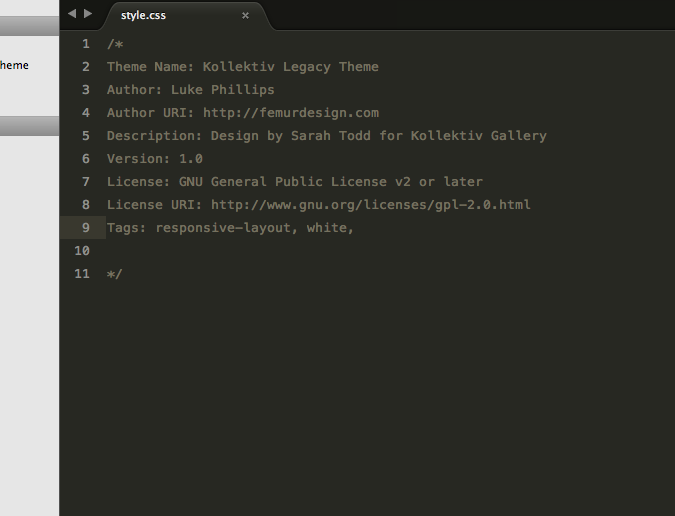 style.css ×
heme
1 /*
2 Theme Name: Kollektiv Legacy Theme
3 Author: Luke Phillips
4 Author URI: http://femurdesign.com
5 Description: Design by Sarah Todd for Kollektiv Gallery
6 Version: 1.0
7 License: GNU General Public License v2 or later
8 License URI: http://www.gnu.org/licenses/gpl-2.0.html
9 Tags: responsive-layout, white,
10
11 */